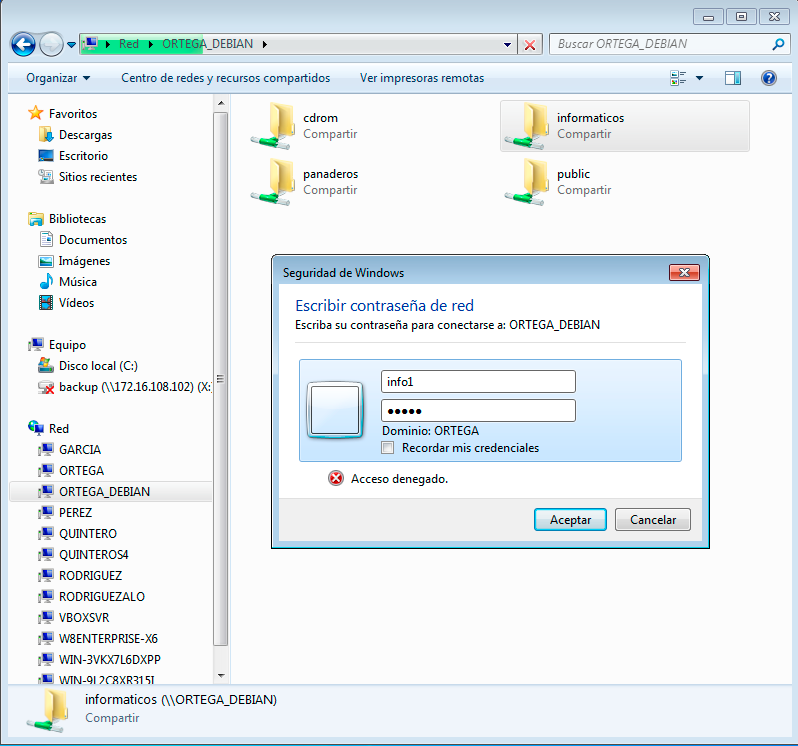 Red ▸ ORTEGA_DEBIAN ▸
Buscar ORTEGA_DEBIAN
Organizar
Centro de redes y recursos compartidos
Ver impresoras remotas
Favoritos
Descargas
Escritorio
Sitios recientes
Bibliotecas
Documentos
Imágenes
Música
Vídeos
Equipo
Disco local (C:)
backup (\\172.16.108.102) (X:
Red
GARCIA
ORTEGA
ORTEGA_DEBIAN
PEREZ
QUINTERO
QUINTEROS4
RODRIGUEZ
RODRIGUEZALO
VBOXSVR
W8ENTERPRISE-X6
WIN-3VKX7L6DXPP
WIN-9L2C8XR315I
cdrom
Compartir
informaticos
Compartir
panaderos
Compartir
public
Compartir
Seguridad de Windows
Escribir contraseña de red
Escriba su contraseña para conectarse a: ORTEGA_DEBIAN
info1
●●●●●
Dominio: ORTEGA
Recordar mis credenciales
Acceso denegado.
Aceptar
Cancelar
informaticos (\\ORTEGA_DEBIAN)
Compartir